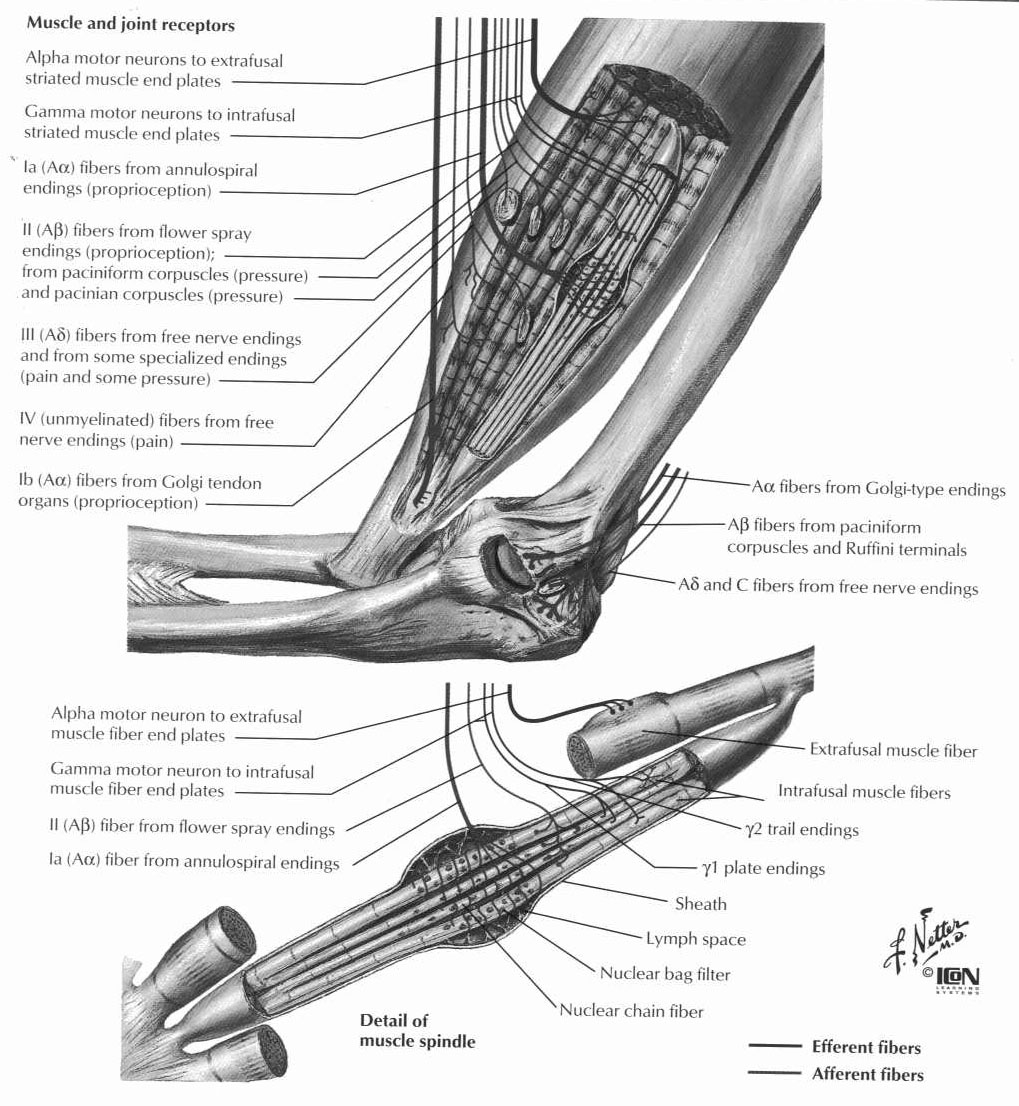 Muscle and joint receptors
Alpha motor neurons to extrafusal
striated muscle end plates
Gamma motor neurons to intrafusal
striated muscle end plates
Ia (Aα) fibers from annulospiral
endings (proprioception)
II (Aβ) fibers from flower spray
endings (proprioception);
from paciniform corpuscles (pressure)
and pacinian corpuscles (pressure)
III (Aδ) fibers from free nerve endings
and from some specialized endings
(pain and some pressure)
IV (unmyelinated) fibers from free
nerve endings (pain)
Ib (Aα) fibers from Golgi tendon
organs (proprioception)
Aα fibers from Golgi-type endings
Aβ fibers from paciniform
corpuscles and Ruffini terminals
Aδ and C fibers from free nerve endings
Alpha motor neuron to extrafusal
muscle fiber end plates
Gamma motor neuron to intrafusal
muscle fiber end plates
II (Aβ) fiber from flower spray endings
Ia (Aα) fiber from annulospiral endings
Extrafusal muscle fiber
Intrafusal muscle fibers
γ2 trail endings
γ1 plate endings
Sheath
Lymph space
Nuclear bag filter
Nuclear chain fiber
Detail of
muscle spindle
F. Netter
M.D.
© ICON
LEARNING
SYSTEMS
Efferent fibers
Afferent fibers